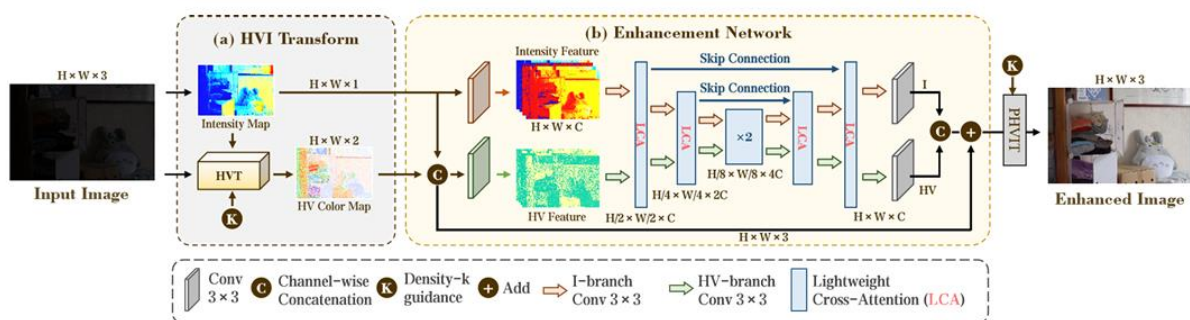 (a) HVI Transform
(b) Enhancement Network
H × W × 3
Input Image
Intensity Map
H × W × 1
HVT
K
H × W × 2
HV Color Map
C
Intensity Feature
H × W × C
HV Feature
LCA
H/2 × W/2 × C
Skip Connection
Skip Connection
LCA
H/4 × W/4 × 2C
×2
H/8 × W/8 × 4C
LCA
LCA
H × W × C
I
HV
C
+
H × W × 3
K
PHVIT
H × W × 3
Enhanced Image
Conv
3 × 3
C
Channel-wise
Concatenation
K
Density-k
guidance
+
Add
I-branch
Conv 3 × 3
HV-branch
Conv 3 × 3
Lightweight
Cross-Attention (LCA)